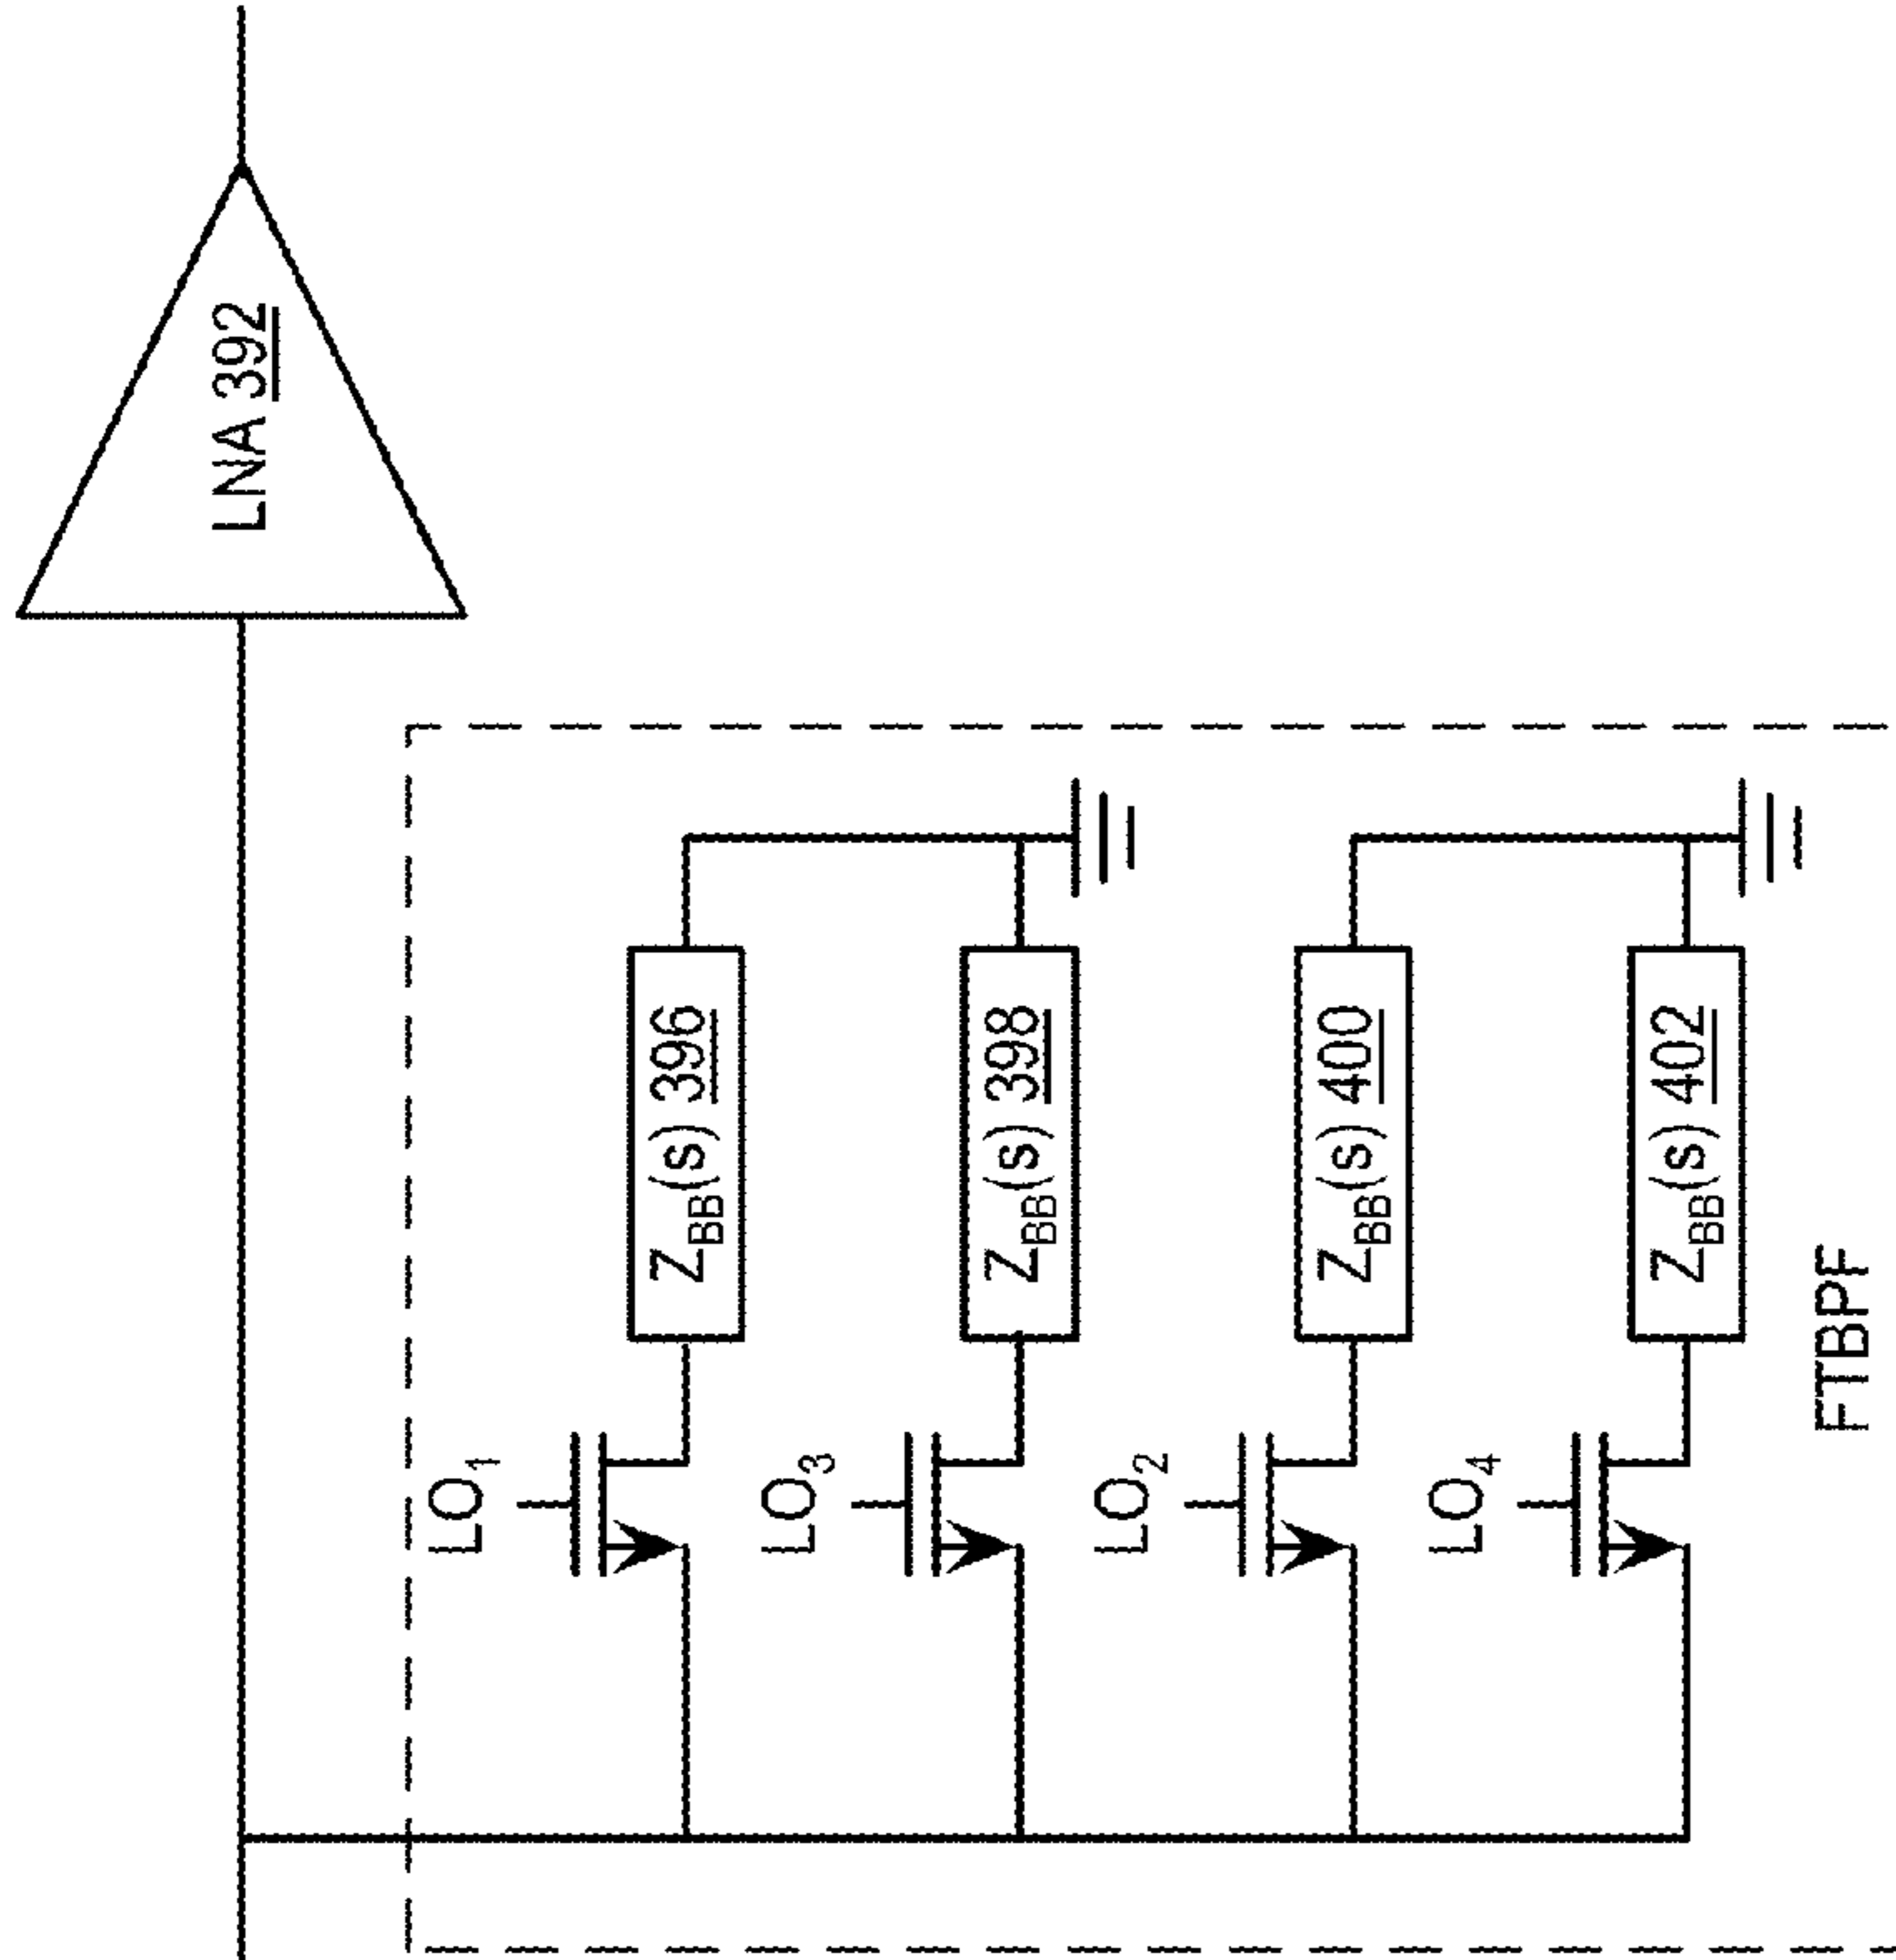 LNA 392
LO1
ZBB(s) 396
LO3
ZBB(s) 398
LO2
ZBB(s) 400
LO4
ZBB(s) 402
FTBPF